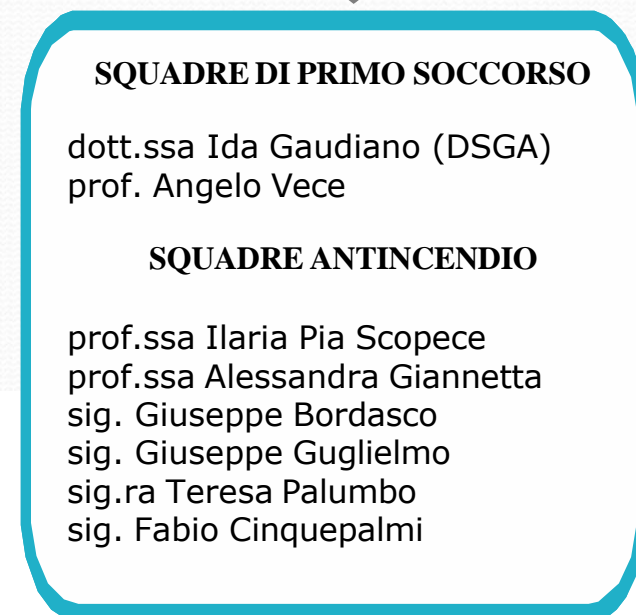 SQUADRE DI PRIMO SOCCORSO
dott.ssa Ida Gaudiano (DSGA)
prof. Angelo Vece
SQUADRE ANTINCENDIO
prof.ssa Ilaria Pia Scopece
prof.ssa Alessandra Giannetta
sig. Giuseppe Bordasco
sig. Giuseppe Guglielmo
sig.ra Teresa Palumbo
sig. Fabio Cinquepalmi